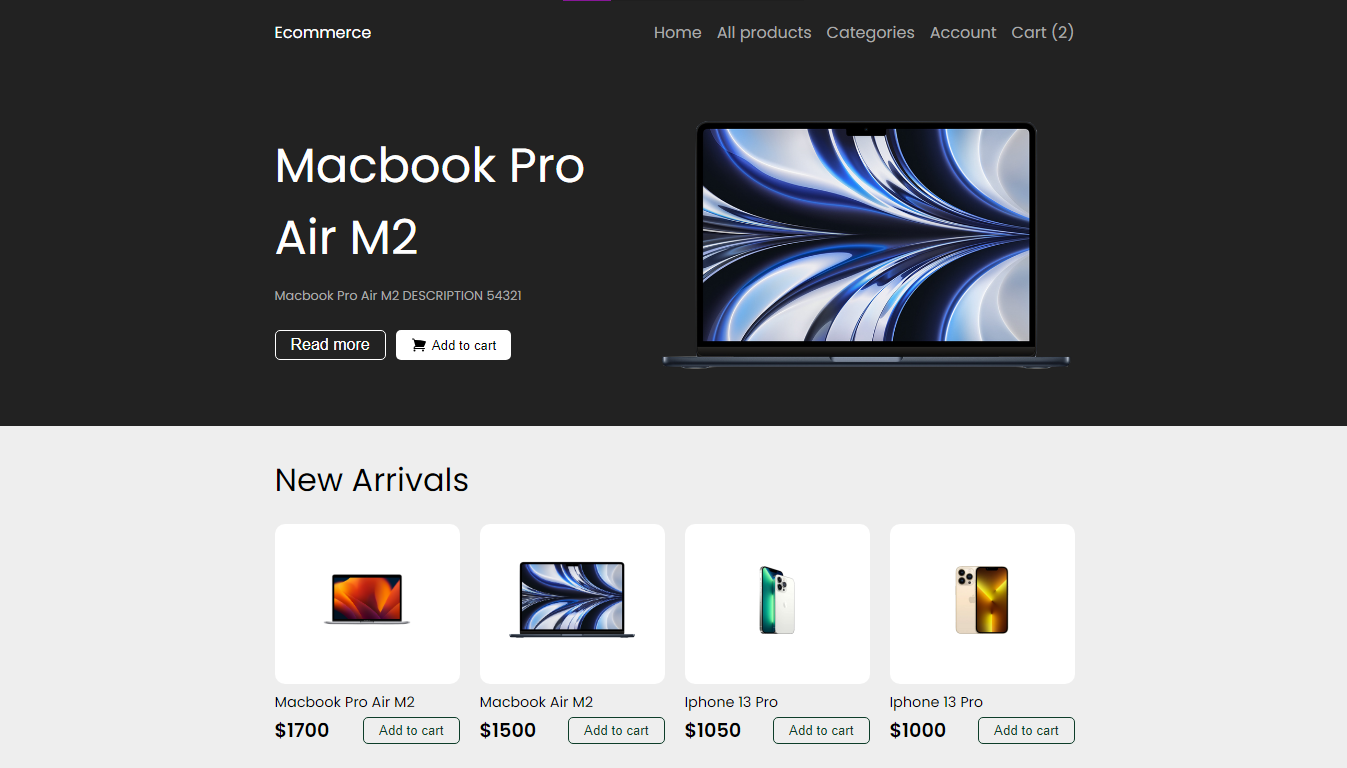 Ecommerce
Home All products Categories Account Cart (2)
Macbook Pro
Air M2
Macbook Pro Air M2 DESCRIPTION 54321
Read more Add to cart
New Arrivals
Macbook Pro Air M2 Macbook Air M2 Iphone 13 Pro Iphone 13 Pro
$1700 Add to cart $1500 Add to cart $1050 Add to cart $1000 Add to cart